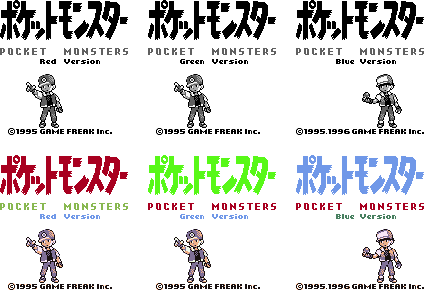 ポケットモンスター ポケットモンスター ポケットモンスター
POCKET MONSTERS POCKET MONSTERS POCKET MONSTERS
Red Version Green Version Blue Version
©1995 GAME FREAK inc. ©1995 GAME FREAK inc. ©1995.1996 GAME FREAK inc.
ポケットモンスター ポケットモンスター ポケットモンスター
POCKET MONSTERS POCKET MONSTERS POCKET MONSTERS
Red Version Green Version Blue Version
©1995 GAME FREAK inc. ©1995 GAME FREAK inc. ©1995.1996 GAME FREAK inc.